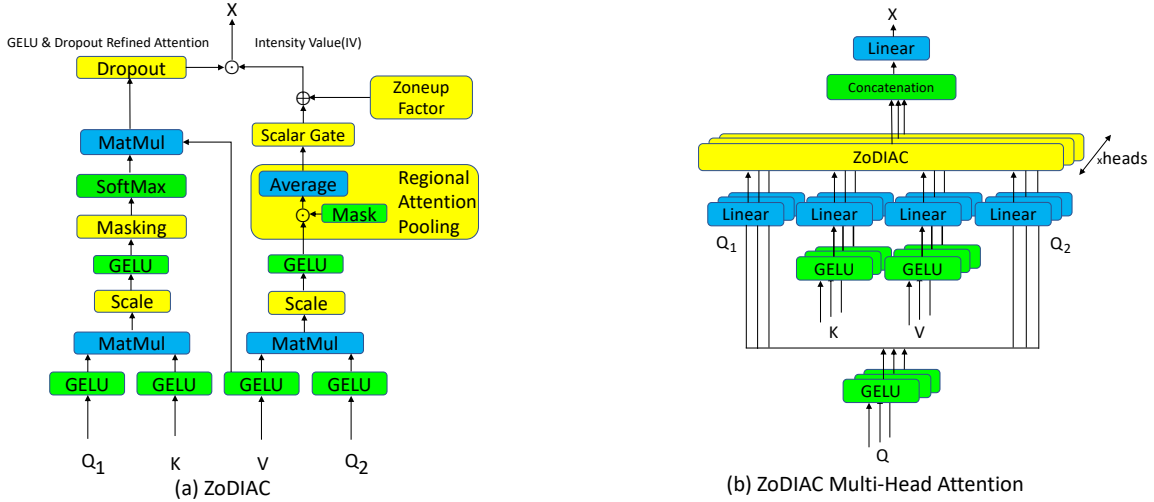 X
GELU & Dropout Refined Attention
Intensity Value(IV)
Dropout
Zoneup
Factor
Scalar Gate
MatMul
SoftMax
Average
Regional
Attention
Pooling
Mask
Masking
GELU
GELU
Scale
Scale
MatMul
MatMul
GELU
GELU
GELU
GELU
Q1
K
V
Q2
(a) ZoDIAC
X
Linear
Concatenation
ZoDIAC
xheads
Linear
Linear
Linear
Linear
Q1
Q2
GELU
GELU
K
V
GELU
Q
(b) ZoDIAC Multi-Head Attention